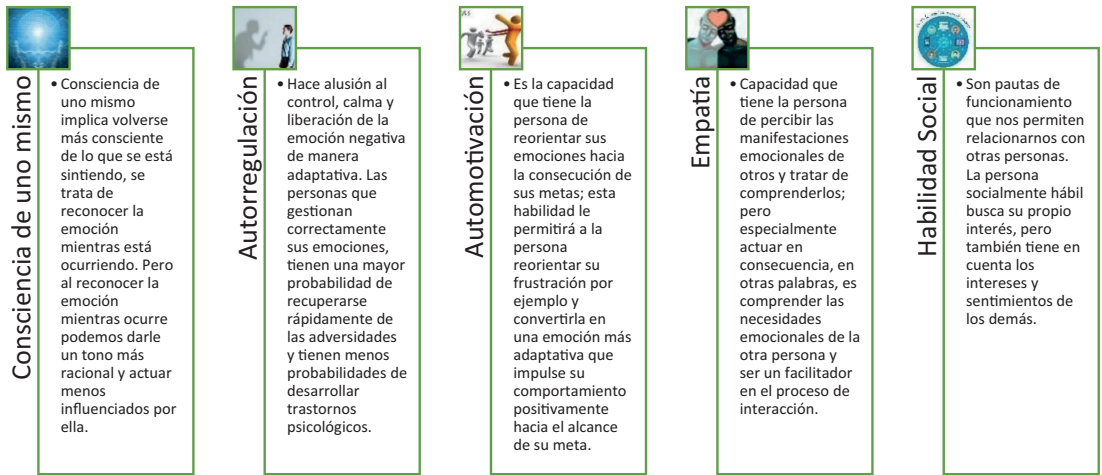 Consciencia de uno mismo
• Consciencia de
uno mismo
implica volverse
más consciente
de lo que se está
sintiendo, se
trata de
reconocer la
emoción
mientras está
ocurriendo. Pero
al reconocer la
emoción
mientras ocurre
podemos darle
un tono más
racional y actuar
menos
influenciados por
ella.
Autorregulación
• Hace alusión al
control, calma y
liberación de la
emoción negativa
de manera
adaptativa. Las
personas que
gestionan
correctamente
sus emociones,
tienen una mayor
probabilidad de
recuperarse
rápidamente de
las adversidades
y tienen menos
probabilidades de
desarrollar
trastornos
psicológicos.
Automotivación
• Es la capacidad
que tiene la
persona de
reorientar sus
emociones hacia
la consecución de
sus metas; esta
habilidad le
permitirá a la
persona
reorientar su
frustración por
ejemplo y
convertirla en
una emoción más
adaptativa que
impulse su
comportamiento
positivamente
hacia el alcance
de su meta.
Empatía
• Capacidad que
tiene la persona
de percibir las
manifestaciones
emocionales de
otros y tratar de
comprenderlos;
pero
especialmente
actuar en
consecuencia, en
otras palabras, es
comprender las
necesidades
emocionales de la
otra persona y
ser un facilitador
en el proceso de
interacción.
Habilidad Social
• Son pautas de
funcionamiento
que nos permiten
relacionarnos con
otras personas.
La persona
socialmente hábil
busca su propio
interés, pero
también tiene en
cuenta los
intereses y
sentimientos de
los demás.